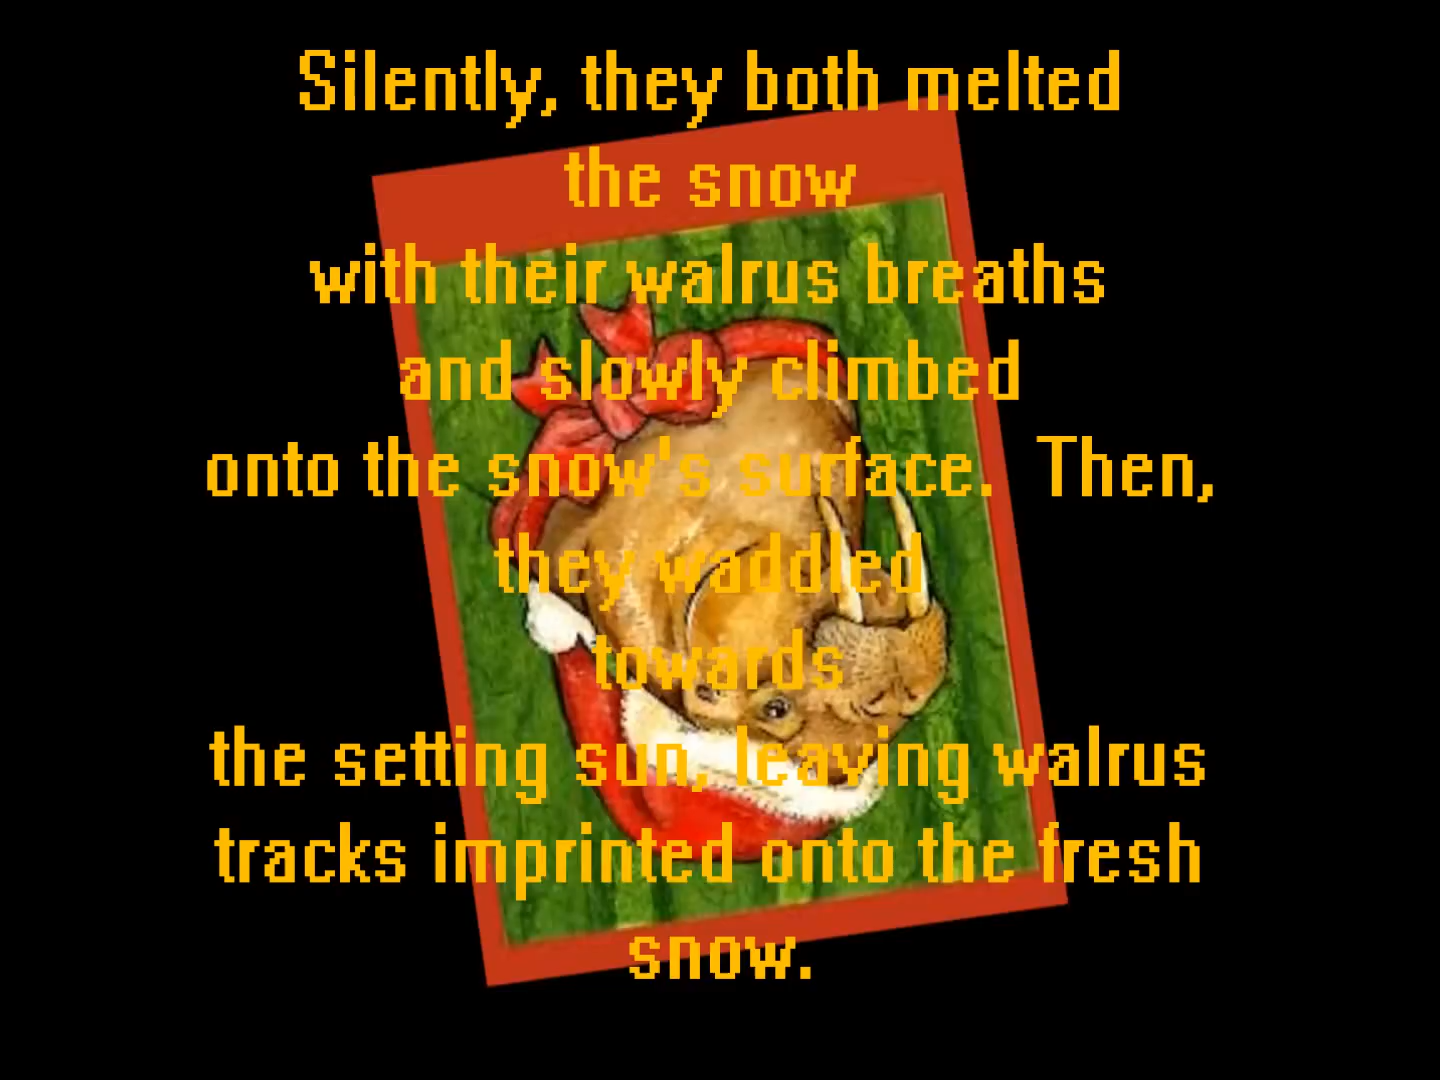 Silently, they both melted
the snow
with their walrus breaths
and slowly climbed
onto the snow's surface.  Then,
they waddled
towards
the setting sun, leaving walrus
tracks imprinted onto the fresh
snow.